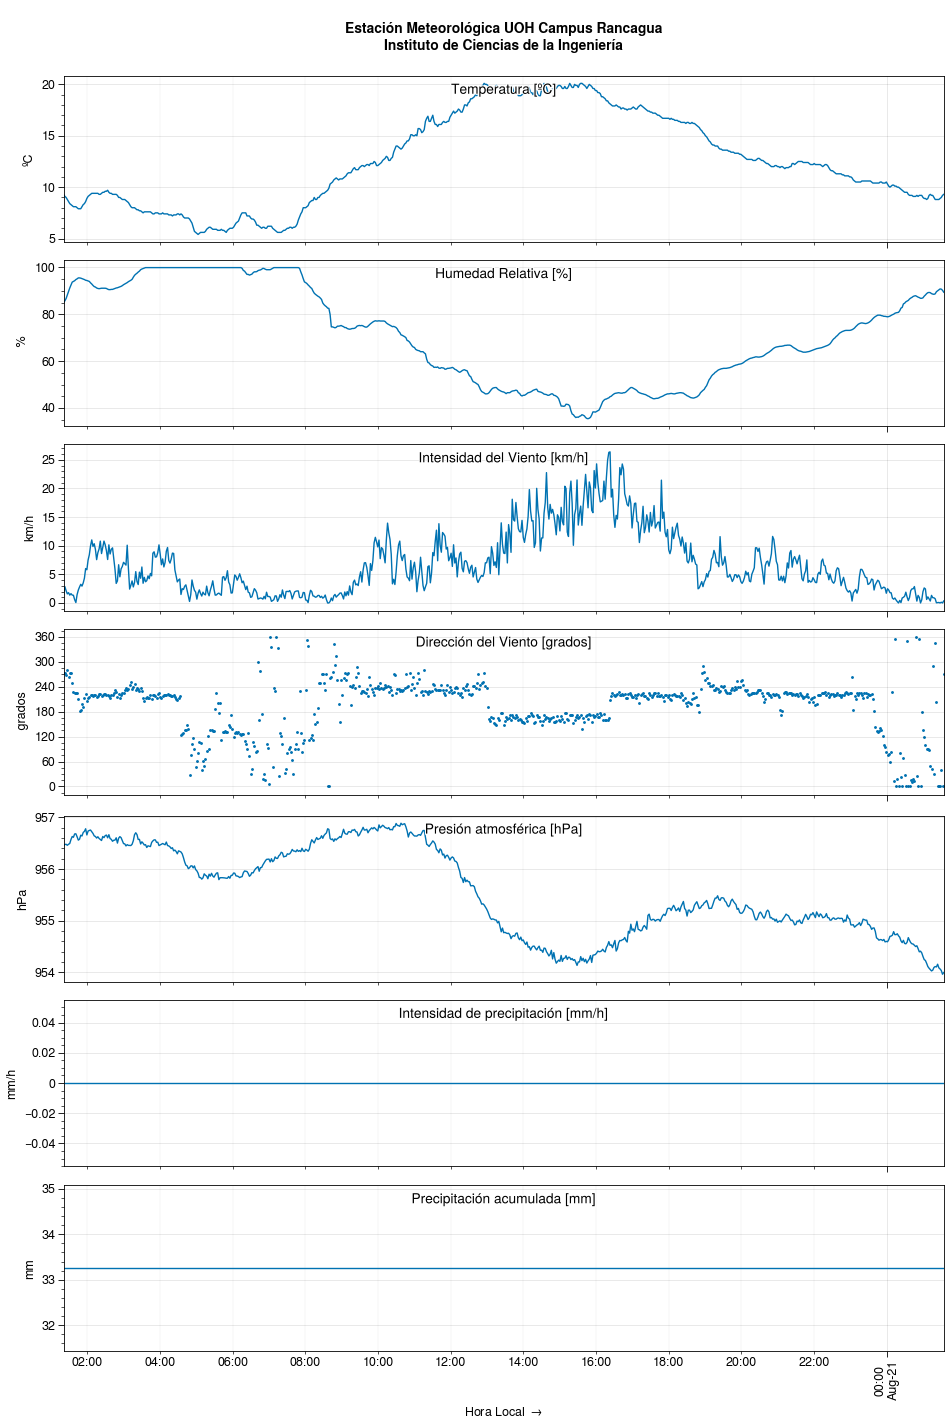 Estación Meteorológica UOH Campus Rancagua
Instituto de Ciencias de la Ingeniería
Temperatura [ºC]
20
15
10
5
ºC
Humedad Relativa [%]
100
80
60
40
%
Intensidad del Viento [km/h]
25
20
15
10
5
0
km/h
Dirección del Viento [grados]
360
300
240
180
120
60
0
grados
Presión atmosférica [hPa]
957
956
955
954
hPa
Intensidad de precipitación [mm/h]
0.04
0.02
0
−0.02
−0.04
mm/h
Precipitación acumulada [mm]
35
34
33
32
mm
02:00 04:00 06:00 08:00 10:00 12:00 14:00 16:00 18:00 20:00 22:00 00:00
Aug-21
Hora Local →